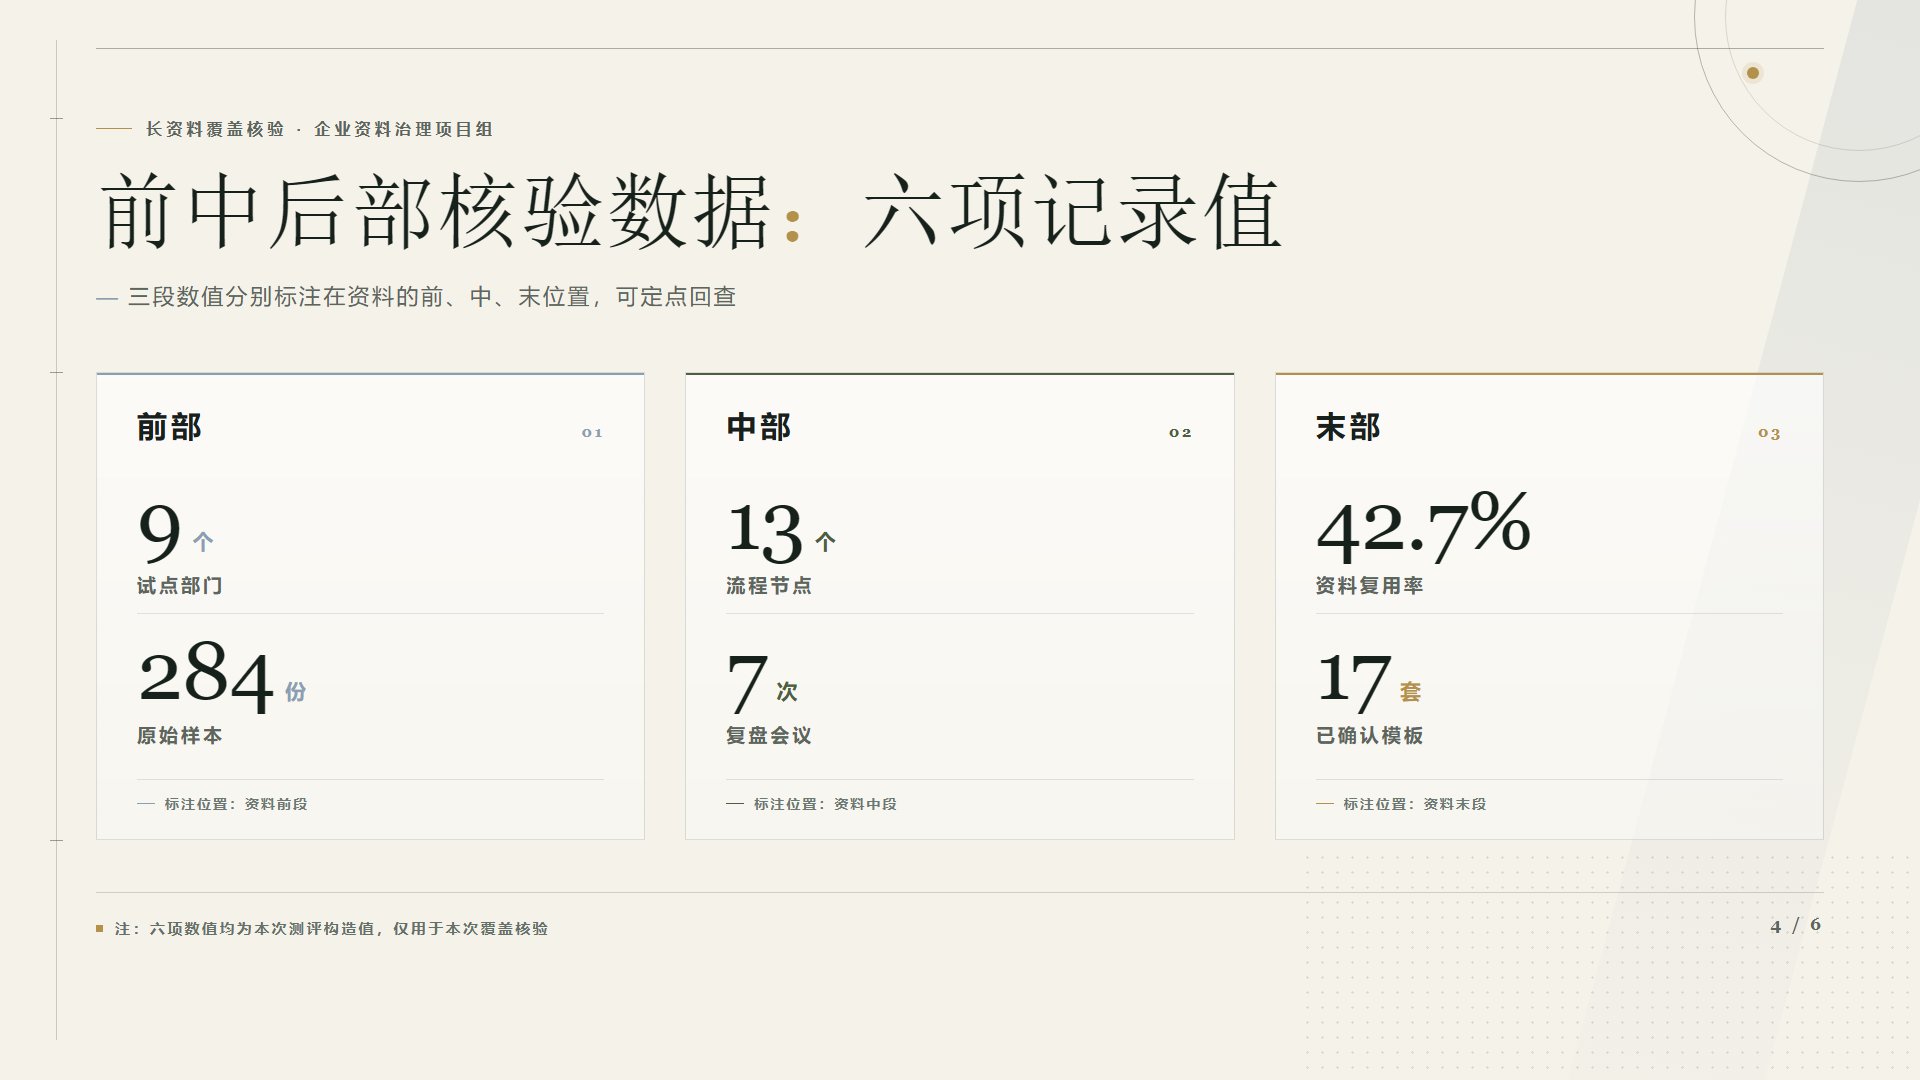 长资料覆盖核验 · 企业资料治理项目组
前中后部核验数据： 六项记录值
— 三段数值分别标注在资料的前、中、末位置，可定点回查
前部
01
9 个
试点部门
284 份
原始样本
标注位置：资料前段
中部
02
13 个
流程节点
7 次
复盘会议
标注位置：资料中段
末部
03
42.7%
资料复用率
17 套
已确认模板
标注位置：资料末段
注：六项数值均为本次测评构造值，仅用于本次覆盖核验
4 / 6